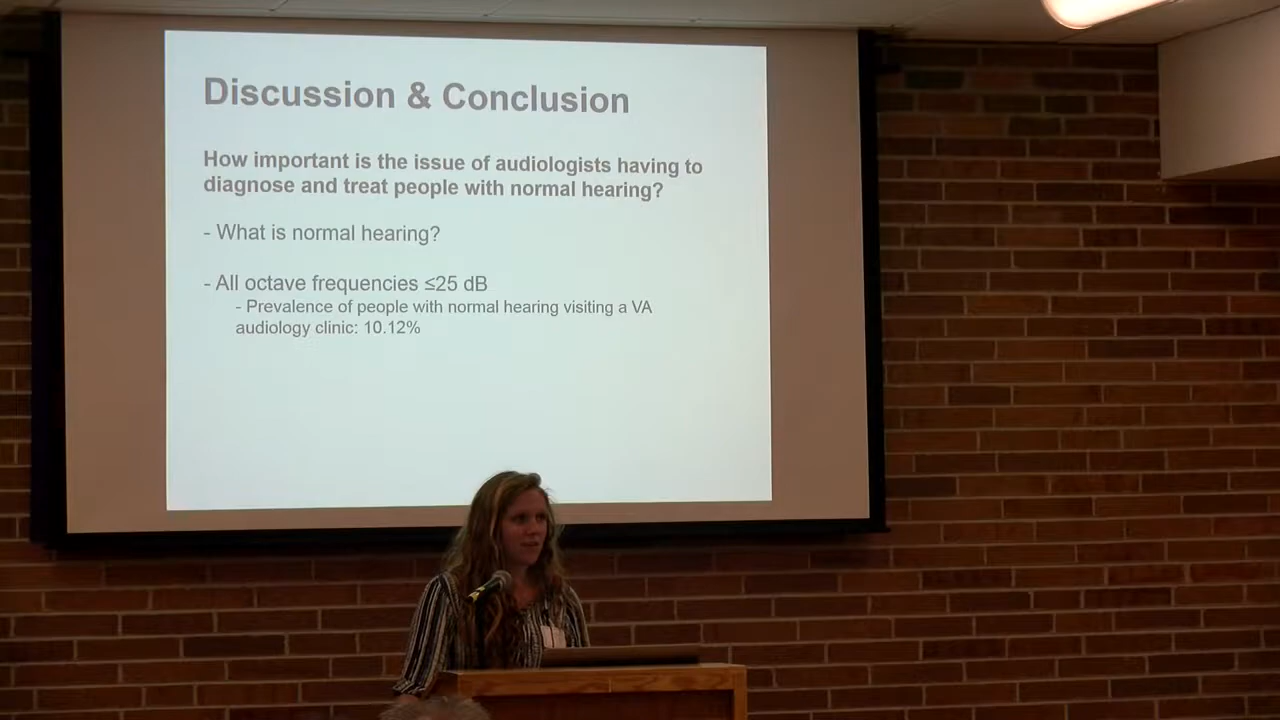 Discussion & Conclusion
How important is the issue of audiologists having to
diagnose and treat people with normal hearing?
- What is normal hearing?
- All octave frequencies ≤25 dB
- Prevalence of people with normal hearing visiting a VA
audiology clinic: 10.12%